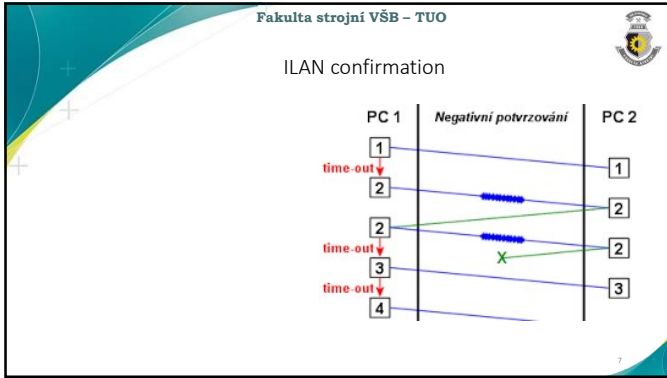 Fakulta strojní VŠB – TUO
ILAN confirmation
PC 1 Negativní potvrzování PC 2
1
1
time-out
2
2
2
2
time-out
X
3
3
time-out
4
7